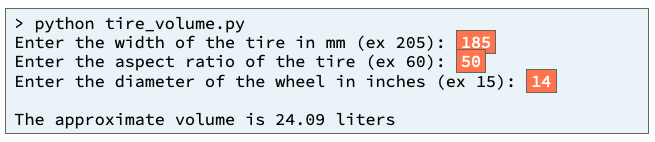 > python tire_volume.py
Enter the width of the tire in mm (ex 205): 185
Enter the aspect ratio of the tire (ex 60): 50
Enter the diameter of the wheel in inches (ex 15): 14
The approximate volume is 24.09 liters